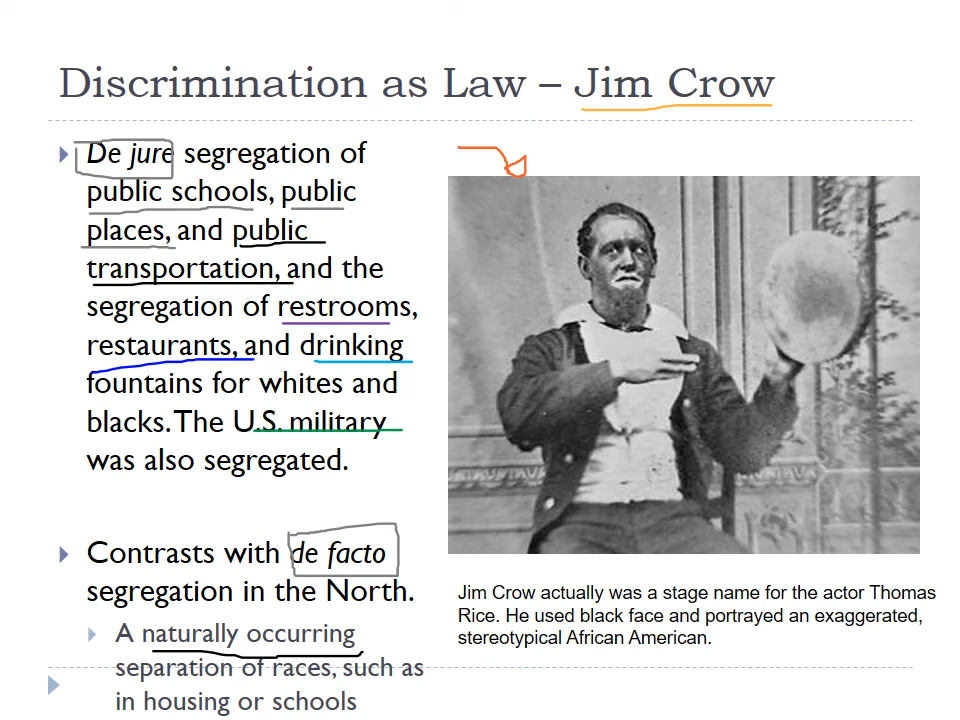 Discrimination as Law – Jim Crow
De jure segregation of
public schools, public
places, and public
transportation, and the
segregation of restrooms,
restaurants, and drinking
fountains for whites and
blacks. The U.S. military
was also segregated.
Contrasts with de facto
segregation in the North.
A naturally occurring
separation of races, such as
in housing or schools
Jim Crow actually was a stage name for the actor Thomas
Rice. He used black face and portrayed an exaggerated,
stereotypical African American.